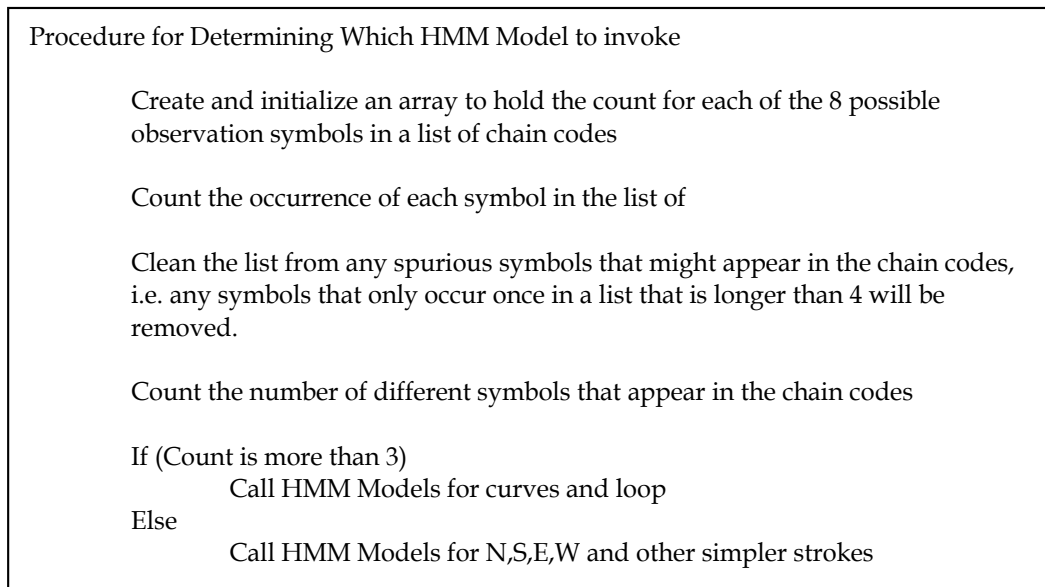 Procedure for Determining Which HMM Model to invoke
Create and initialize an array to hold the count for each of the 8 possible
observation symbols in a list of chain codes
Count the occurrence of each symbol in the list of
Clean the list from any spurious symbols that might appear in the chain codes,
i.e. any symbols that only occur once in a list that is longer than 4 will be
removed.
Count the number of different symbols that appear in the chain codes
If (Count is more than 3)
Call HMM Models for curves and loop
Else
Call HMM Models for N,S,E,W and other simpler strokes